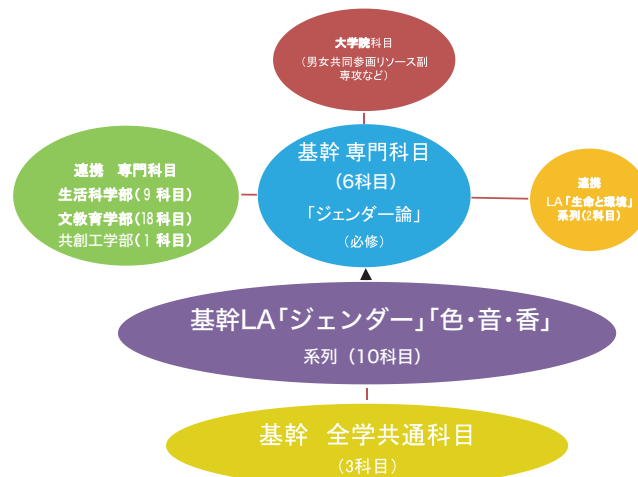 大学院科目
（男女共同参画リソース副
専攻など）
基幹 専門科目
（6科目）
「ジェンダー論」
（必修）
連携　専門科目
生活科学部（9 科目）
文教育学部（18科目）
共創工学部（1 科目）
連携
LA「生命と環境」
系列（2科目）
基幹LA「ジェンダー」「色・音・香」
系列（10科目）
基幹　全学共通科目
（3科目）